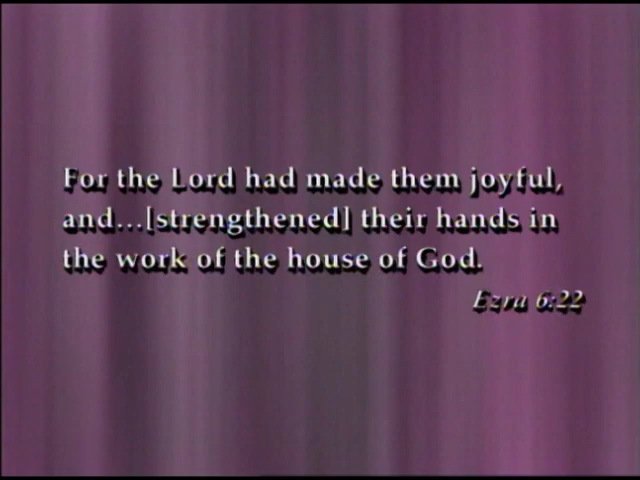 For the Lord had made them joyful,
and...[strengthened] their hands in
the work of the house of God.
Ezra 6:22